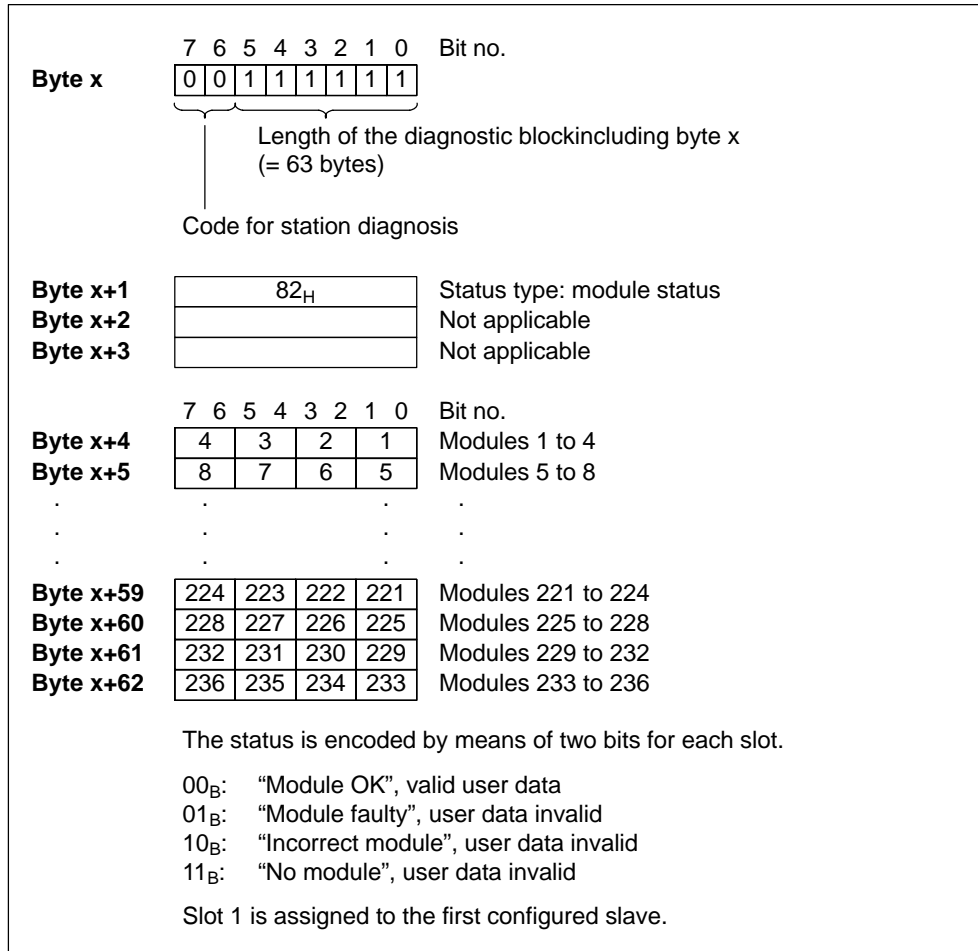 7 6 5 4 3 2 1 0 Bit no.
Byte x 0 0 1 1 1 1 1 1
Length of the diagnostic blockincluding byte x
(= 63 bytes)
Code for station diagnosis
Byte x+1 82H Status type: module status
Byte x+2 Not applicable
Byte x+3 Not applicable
7 6 5 4 3 2 1 0 Bit no.
Byte x+4 4 3 2 1 Modules 1 to 4
Byte x+5 8 7 6 5 Modules 5 to 8
. . . .
. . . .
. . . .
Byte x+59 224 223 222 221 Modules 221 to 224
Byte x+60 228 227 226 225 Modules 225 to 228
Byte x+61 232 231 230 229 Modules 229 to 232
Byte x+62 236 235 234 233 Modules 233 to 236
The status is encoded by means of two bits for each slot.
00B: “Module OK”, valid user data
01B: “Module faulty”, user data invalid
10B: “Incorrect module”, user data invalid
11B: “No module”, user data invalid
Slot 1 is assigned to the first configured slave.